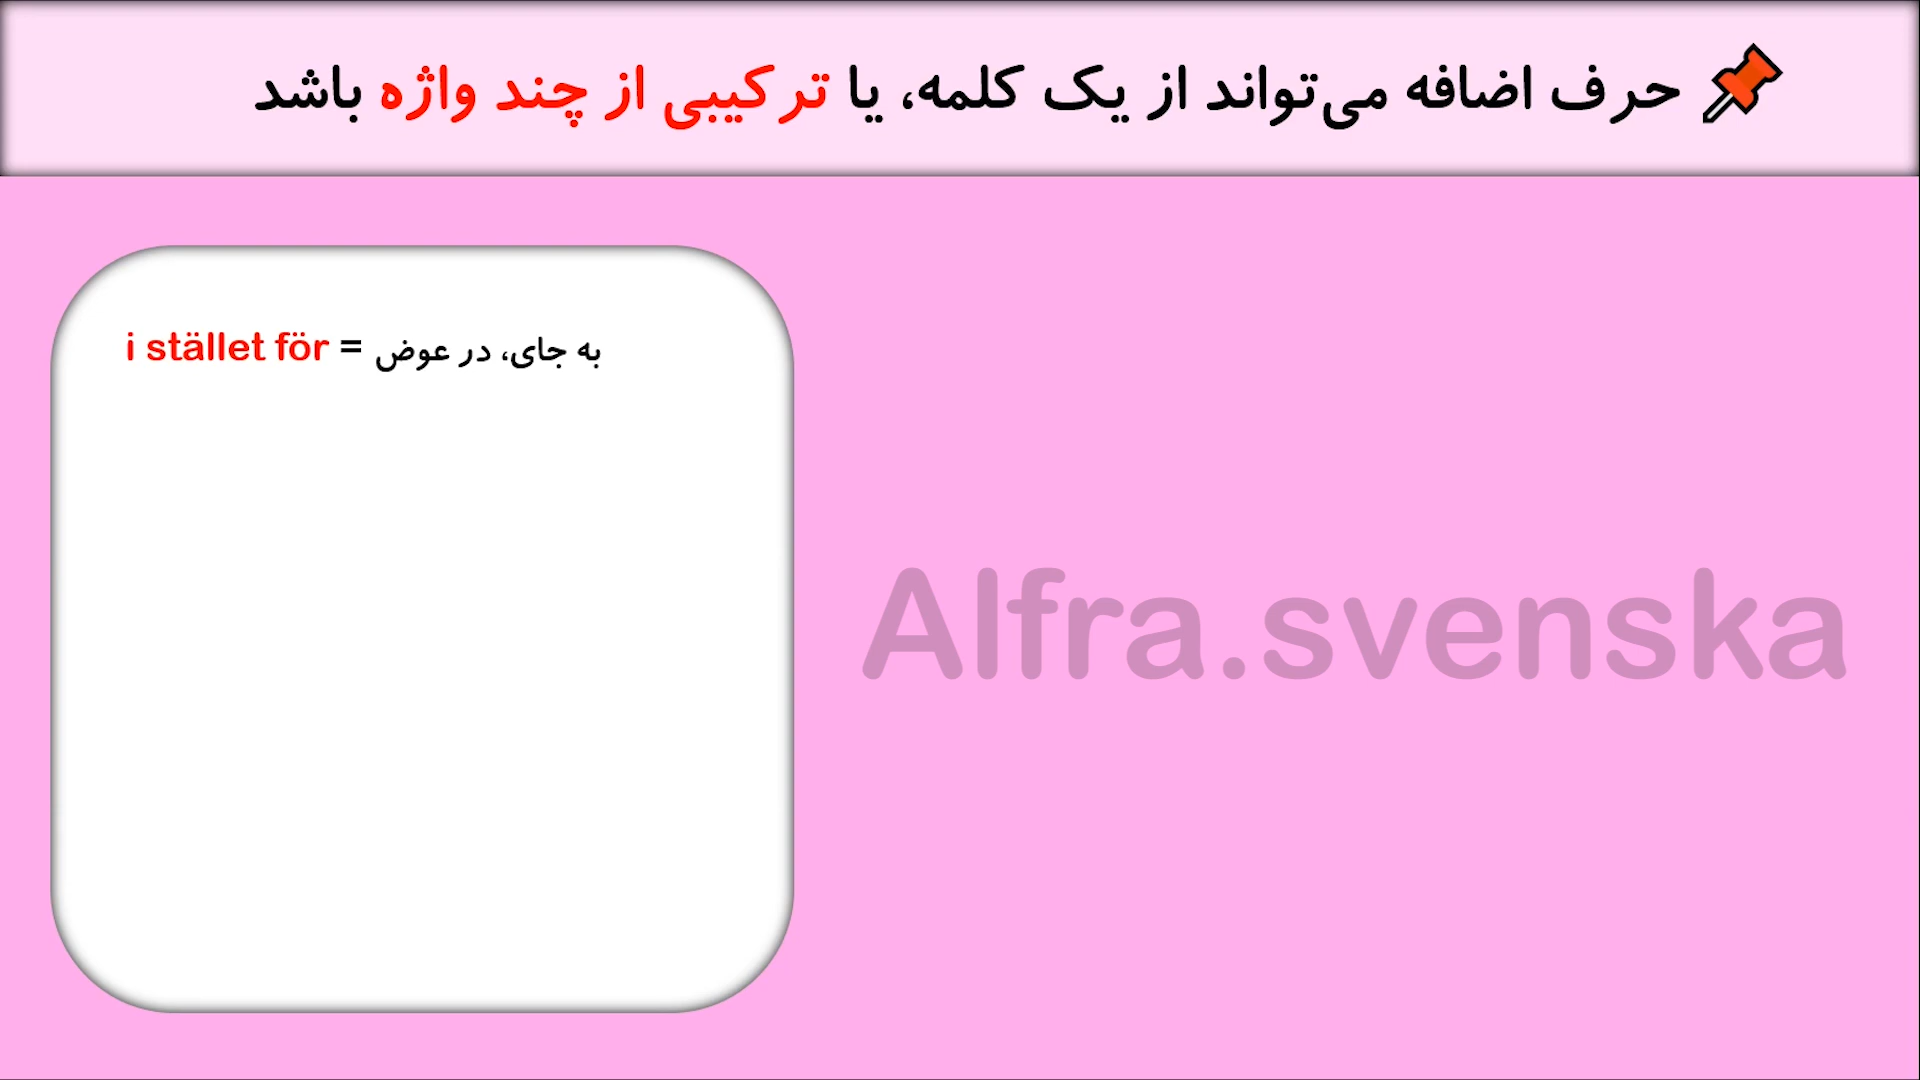 📌 حرف اضافه می‌تواند از یک کلمه، یا ترکیبی از چند واژه باشد
i stället för = به جای، در عوض
Alfra.svenska